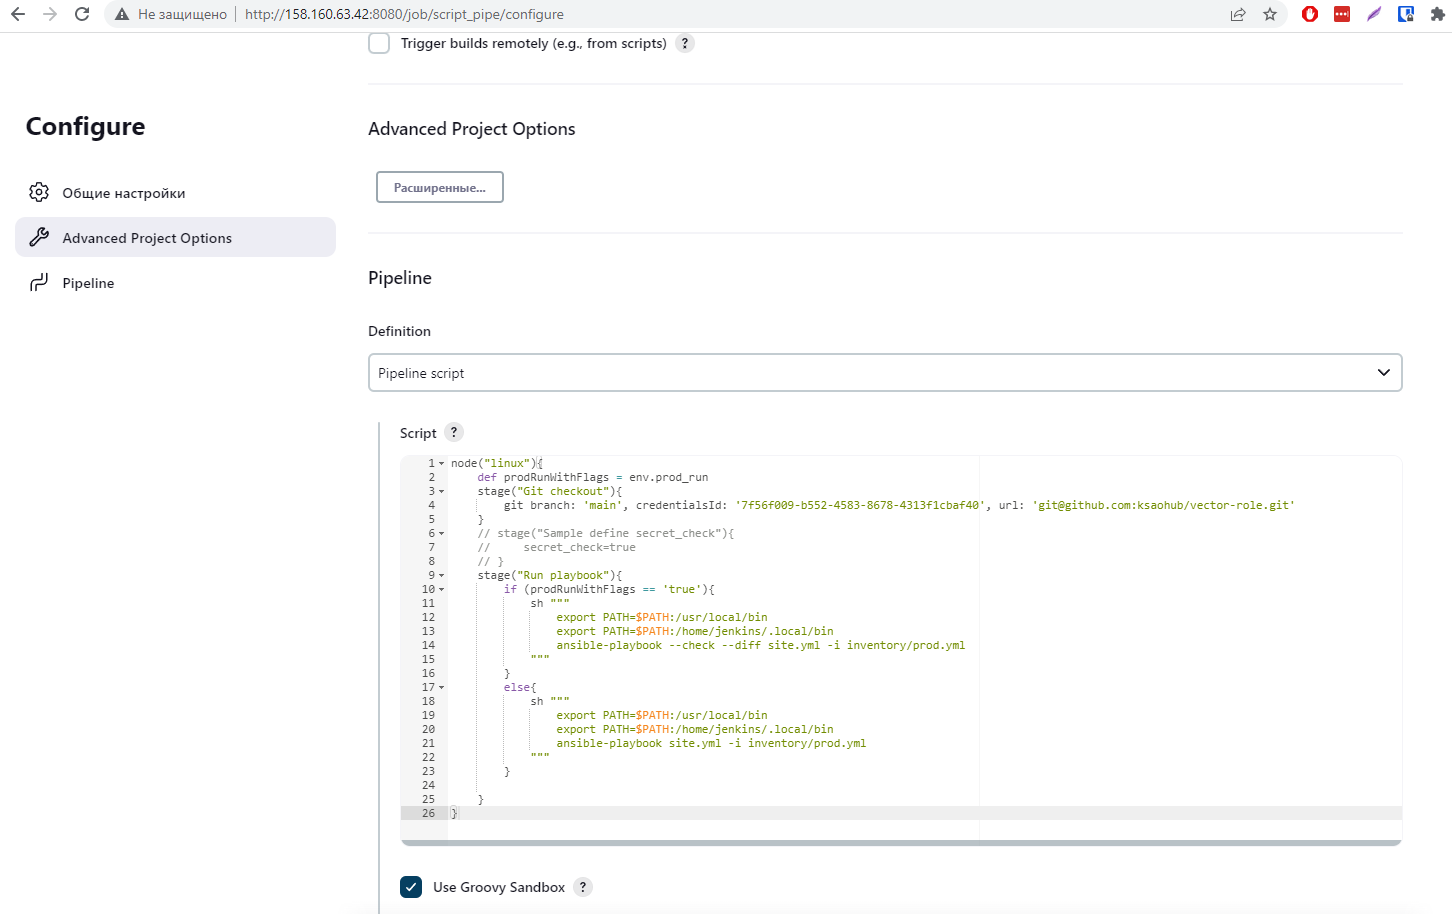 Не защищено http://158.160.63.42:8080/job/script_pipe/configure
Trigger builds remotely (e.g., from scripts) ?
Configure
Общие настройки
Advanced Project Options
Pipeline
Advanced Project Options
Расширенные...
Pipeline
Definition
Pipeline script
Script ?
1 node("linux"){
2     def prodRunWithFlags = env.prod_run
3     stage("Git checkout"){
4         git branch: 'main', credentialsId: '7f56f009-b552-4583-8678-4313f1cbaf40', url: 'git@github.com:ksaohub/vector-role.git'
5     }
6     // stage("Sample define secret_check"){
7     //     secret_check=true
8     // }
9     stage("Run playbook"){
10         if (prodRunWithFlags == 'true'){
11             sh """
12                 export PATH=$PATH:/usr/local/bin
13                 export PATH=$PATH:/home/jenkins/.local/bin
14                 ansible-playbook --check --diff site.yml -i inventory/prod.yml
15             """
16         }
17         else{
18             sh """
19                 export PATH=$PATH:/usr/local/bin
20                 export PATH=$PATH:/home/jenkins/.local/bin
21                 ansible-playbook site.yml -i inventory/prod.yml
22             """
23         }
24
25     }
26 }
Use Groovy Sandbox ?